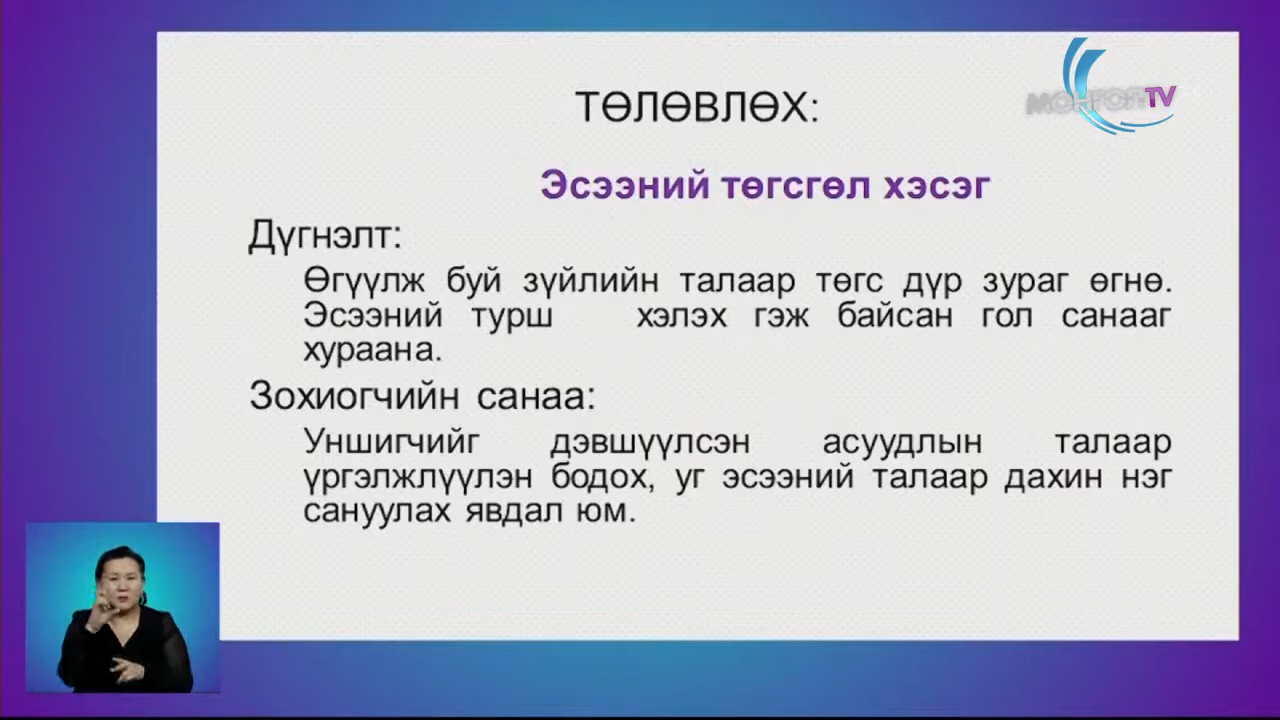 МОНГОЛ TV
ТӨЛӨВЛӨХ:
Эсээний төгсгөл хэсэг
Дүгнэлт:
Өгүүлж буй зүйлийн талаар төгс дүр зураг өгнө.
Эсээний турш хэлэх гэж байсан гол санааг
хураана.
Зохиогчийн санаа:
Уншигчийг дэвшүүлсэн асуудлын талаар
үргэлжлүүлэн бодох, уг эсээний талаар дахин нэг
сануулах явдал юм.